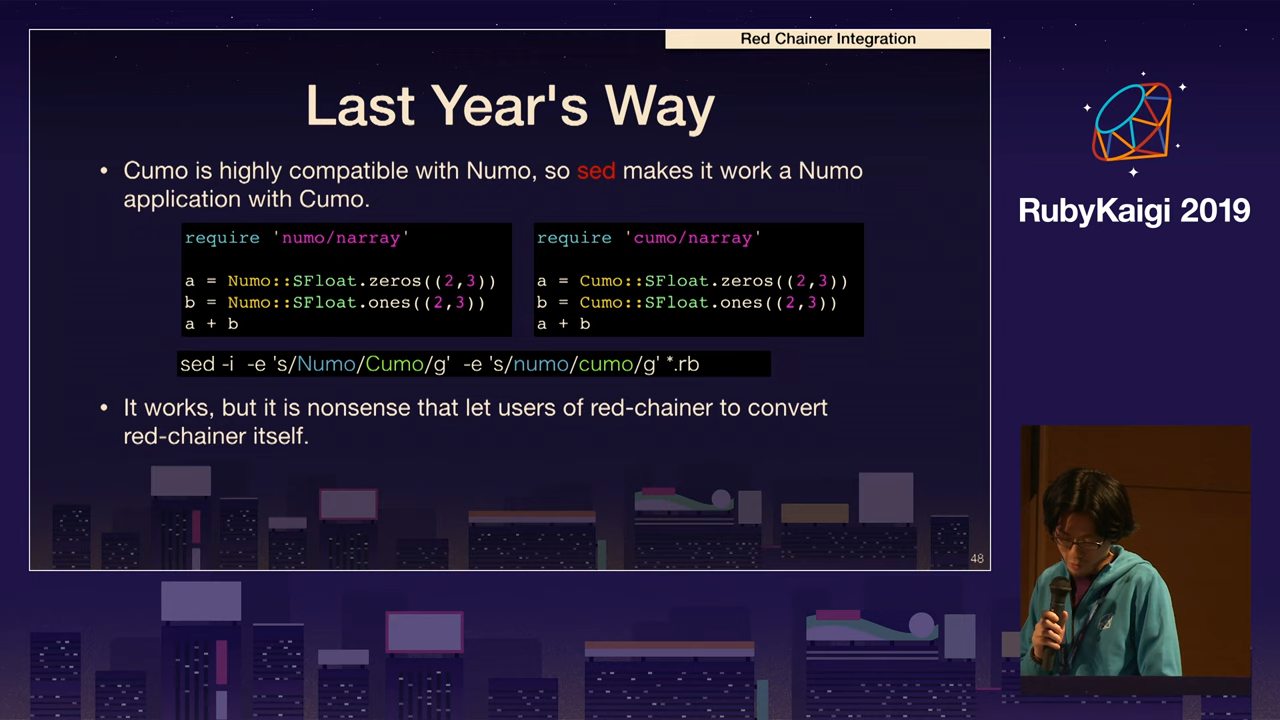 Red Chainer Integration
Last Year's Way
• Cumo is highly compatible with Numo, so sed makes it work a Numo
application with Cumo.
require 'numo/narray'
a = Numo::SFloat.zeros((2,3))
b = Numo::SFloat.ones((2,3))
a + b
require 'cumo/narray'
a = Cumo::SFloat.zeros((2,3))
b = Cumo::SFloat.ones((2,3))
a + b
sed -i -e 's/Numo/Cumo/g' -e 's/numo/cumo/g' *.rb
• It works, but it is nonsense that let users of red-chainer to convert
red-chainer itself.
48
RubyKaigi 2019